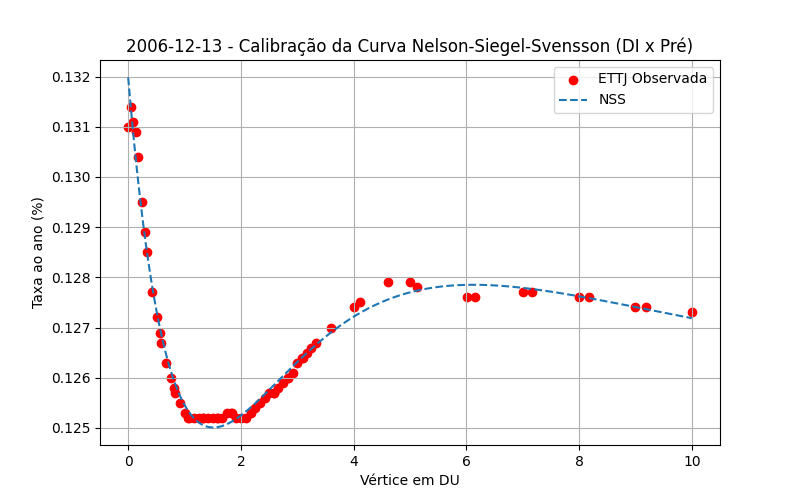 2006-12-13 - Calibração da Curva Nelson-Siegel-Svensson (DI x Pré)
ETTJ Observada
NSS
Taxa ao ano (%)
0.132
0.131
0.130
0.129
0.128
0.127
0.126
0.125
0 2 4 6 8 10
Vértice em DU